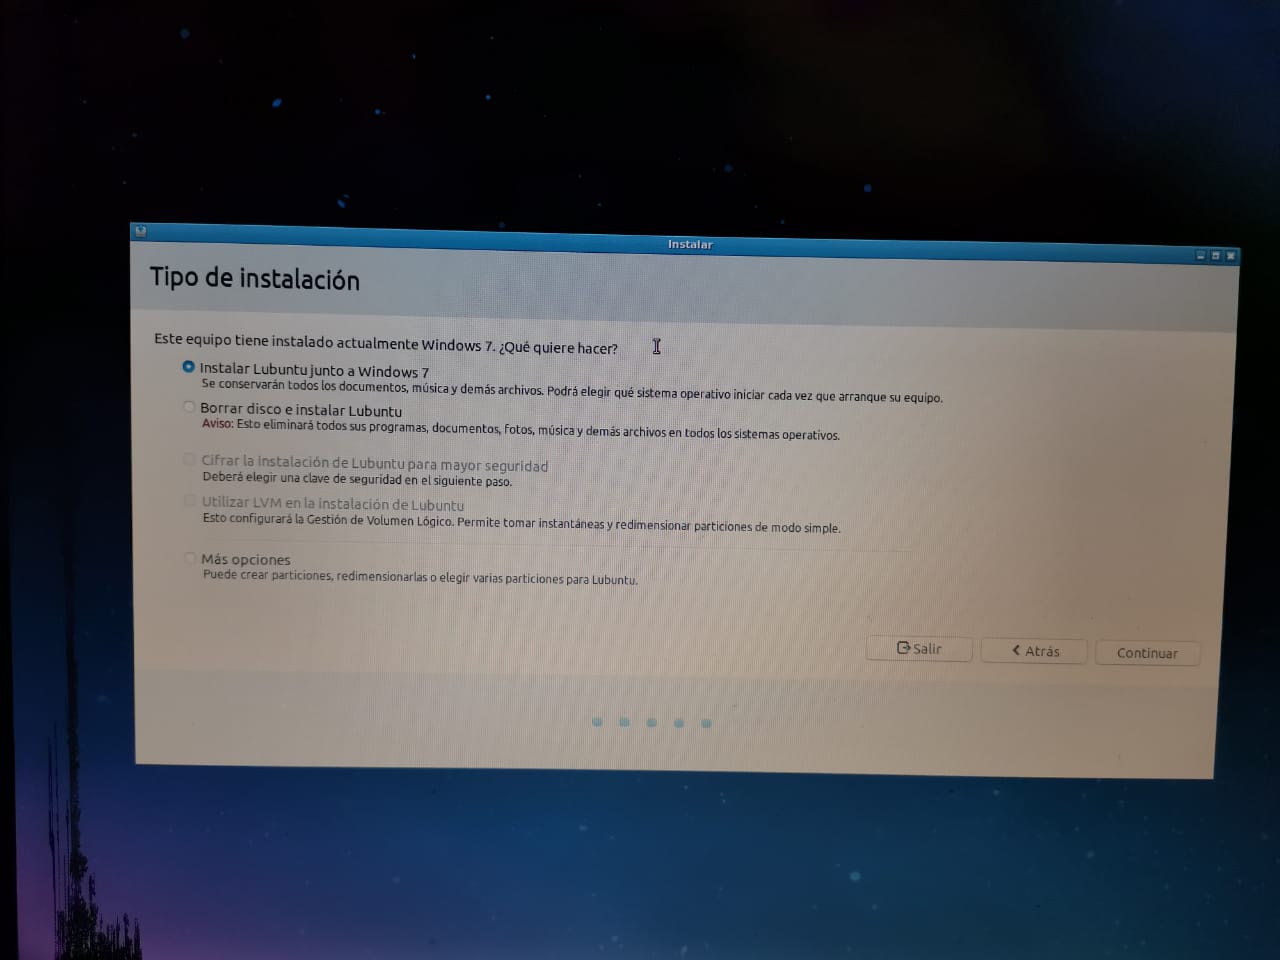 Instalar
Tipo de instalación
Este equipo tiene instalado actualmente Windows 7. ¿Qué quiere hacer?
Instalar Lubuntu junto a Windows 7
Se conservarán todos los documentos, música y demás archivos. Podrá elegir qué sistema operativo iniciar cada vez que arranque su equipo.
Borrar disco e instalar Lubuntu
Aviso: Esto eliminará todos sus programas, documentos, fotos, música y demás archivos en todos los sistemas operativos.
Cifrar la instalación de Lubuntu para mayor seguridad
Deberá elegir una clave de seguridad en el siguiente paso.
Utilizar LVM en la instalación de Lubuntu
Esto configurará la Gestión de Volumen Lógico. Permite tomar instantáneas y redimensionar particiones de modo simple.
Más opciones
Puede crear particiones, redimensionarlas o elegir varias particiones para Lubuntu.
Salir
Atrás
Continuar